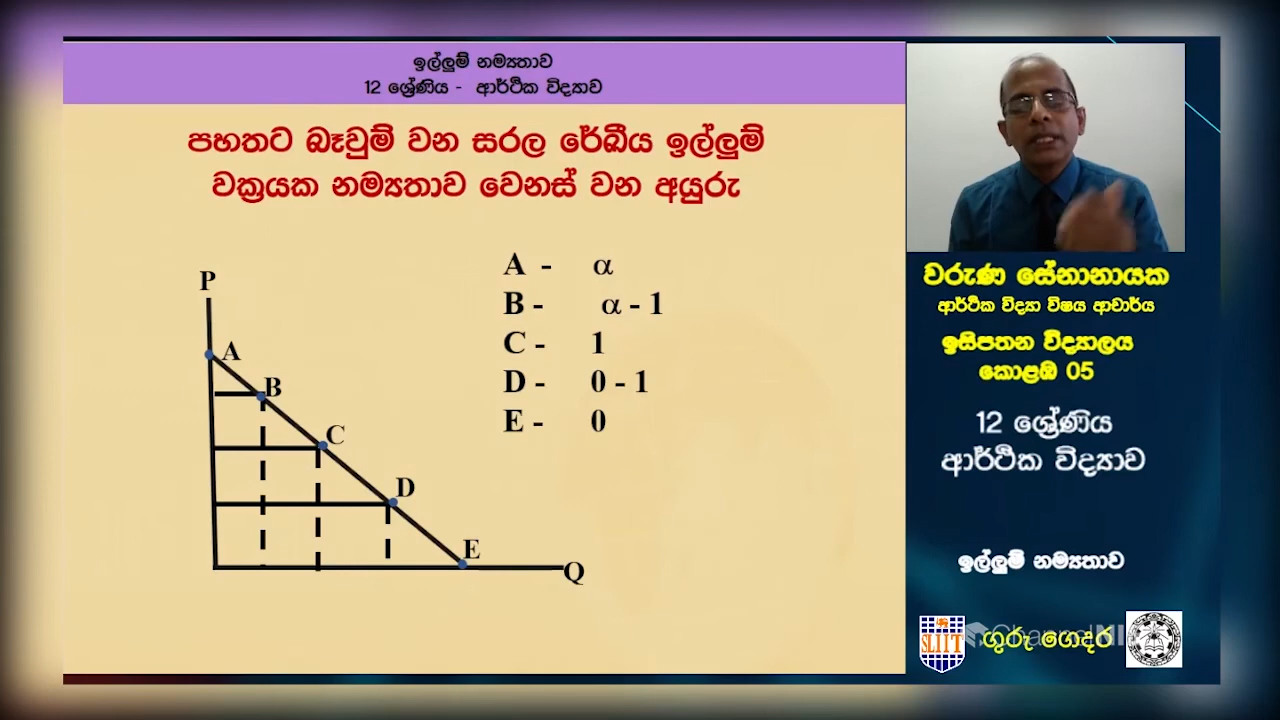 ඉල්ලුම් නම්‍යතාව
12 ශ්‍රේණිය - ආර්ථික විද්‍යාව
පහතට බෑවුම් වන සරල රේඛීය ඉල්ලුම්
වක්‍රයක නම්‍යතාව වෙනස් වන අයුරු
P
A
B
C
D
E
Q
A - α
B - α - 1
C - 1
D - 0 - 1
E - 0
වරුණ සේනානායක
ආර්ථික විද්‍යා විෂය ආචාර්ය
ඉසිපතන විද්‍යාලය
කොළඹ 05
12 ශ්‍රේණිය
ආර්ථික විද්‍යාව
ඉල්ලුම් නම්‍යතාව
SLIIT
ගුරු ගෙදර